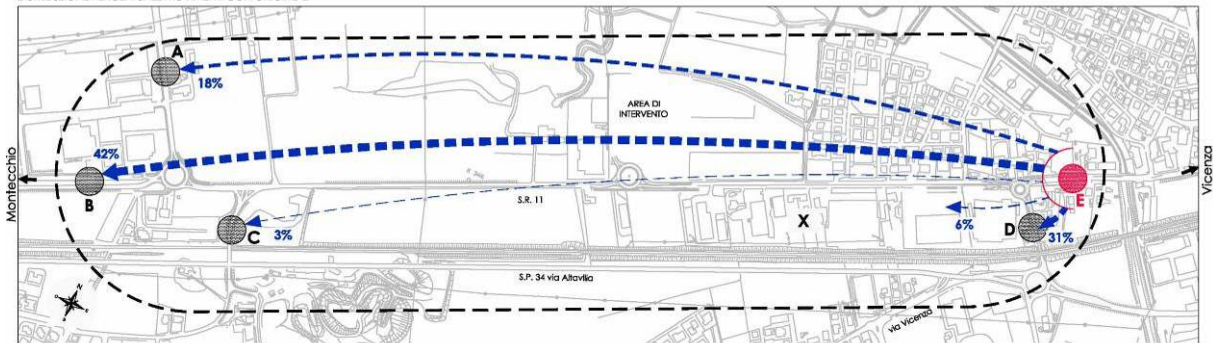 A
18%
AREA DI
INTERVENTO
42%
Montecchio
Vicenza
B
E
S.R. 11
C
3%
X
6%
D
31%
S.P. 34 via Altavilla
N
via Vicenza